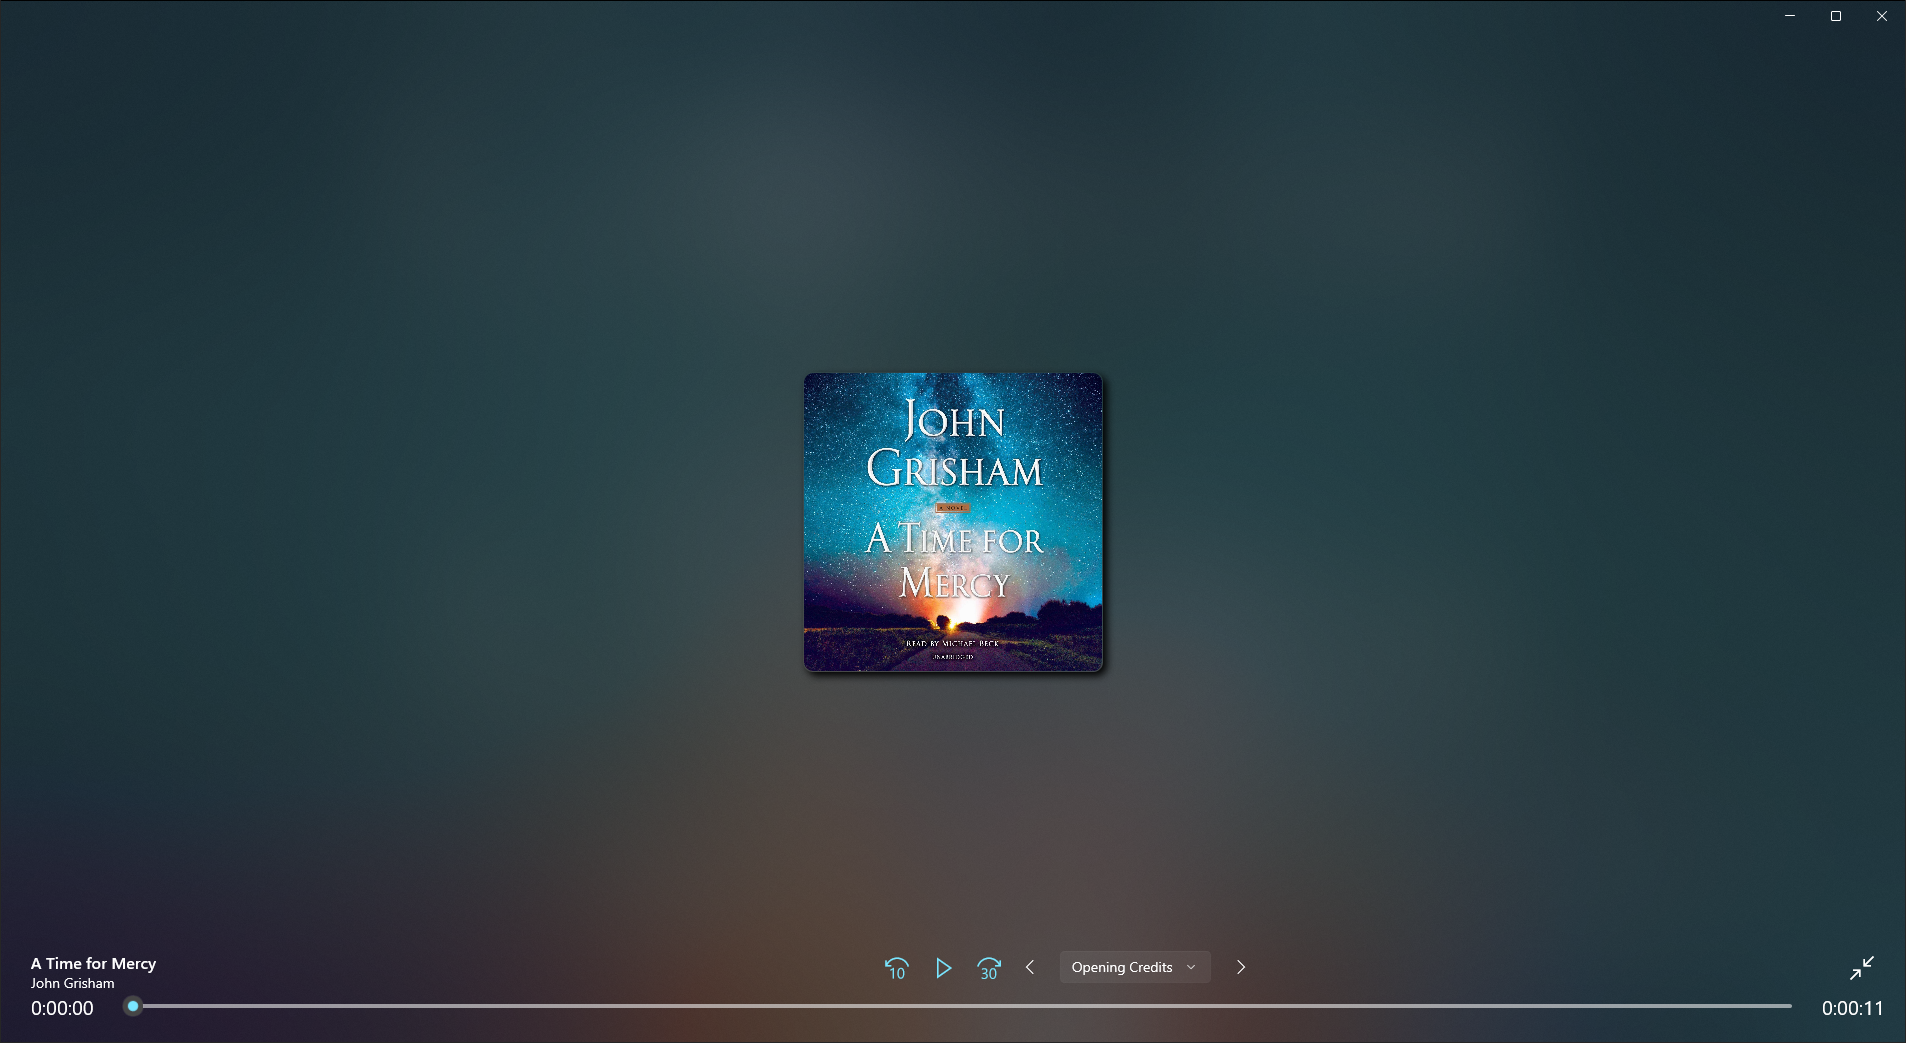 JOHN
GRISHAM
A NOVEL
A TIME FOR
MERCY
READ BY MICHAEL BECK
UNABRIDGED
A Time for Mercy
John Grisham
10
30
Opening Credits
0:00:00
0:00:11